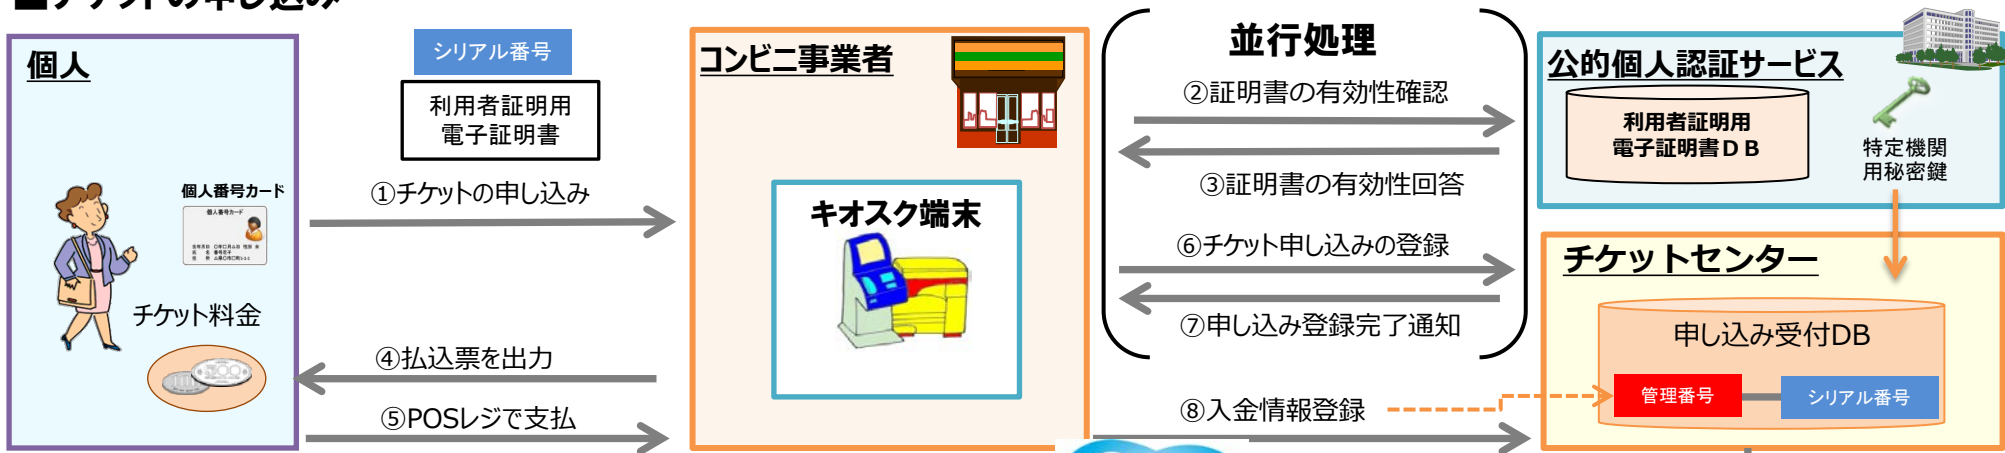 ■チケットの申し込み
個人
シリアル番号
利用者証明用
電子証明書
個人番号カード
個人番号カード
①チケットの申し込み
チケット料金
④払込票を出力
⑤POSレジで支払
コンビニ事業者
キオスク端末
並行処理
②証明書の有効性確認
③証明書の有効性回答
⑥チケット申し込みの登録
⑦申し込み登録完了通知
⑧入金情報登録
公的個人認証サービス
利用者証明用
電子証明書DB
特定機関
用秘密鍵
チケットセンター
申し込み受付DB
管理番号
シリアル番号